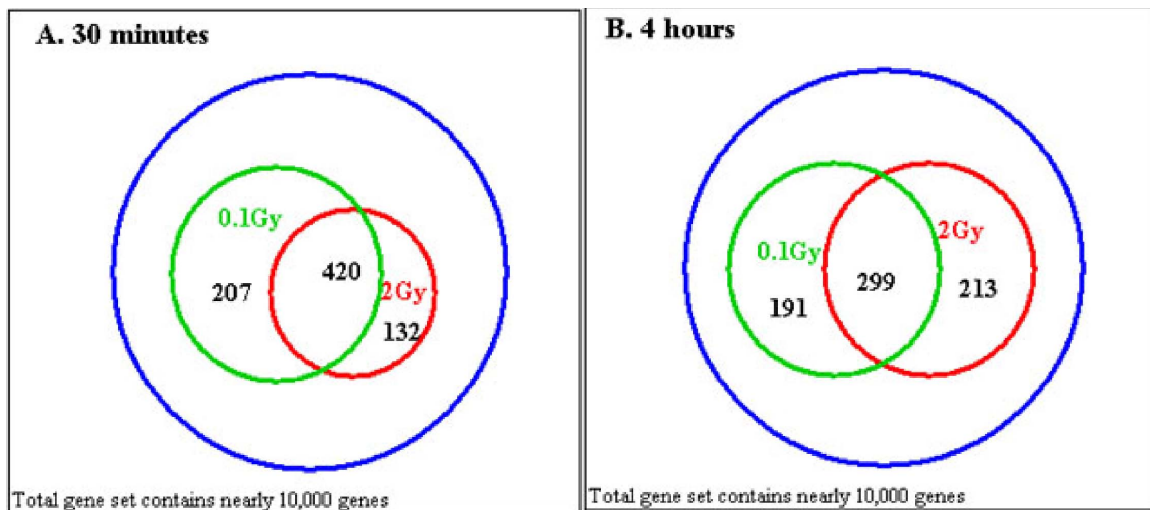 A. 30 minutes
0.1Gy
420
207
2Gy
132
Total gene set contains nearly 10,000 genes
B. 4 hours
2Gy
0.1Gy
299
213
191
Total gene set contains nearly 10,000 genes